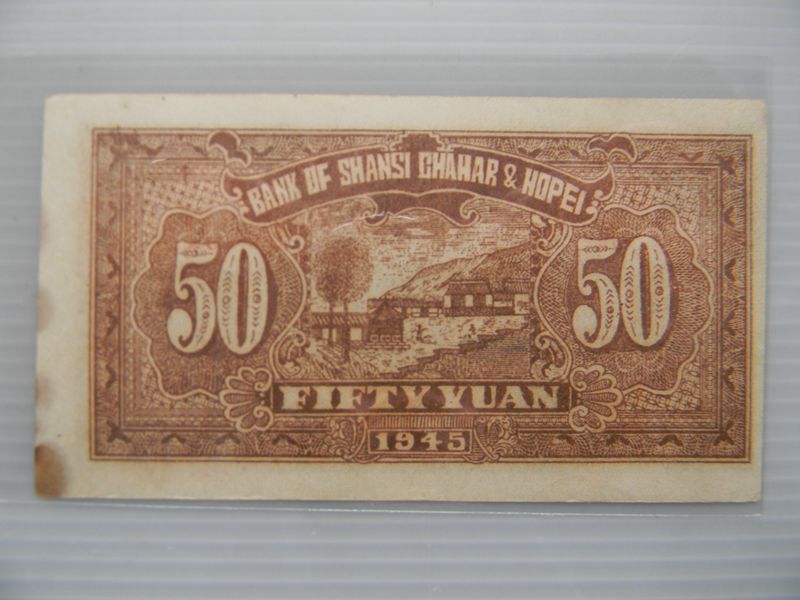 BANK OF SHANSI CHAHAR & HOPEI
50
50
FIFTY YUAN
1945